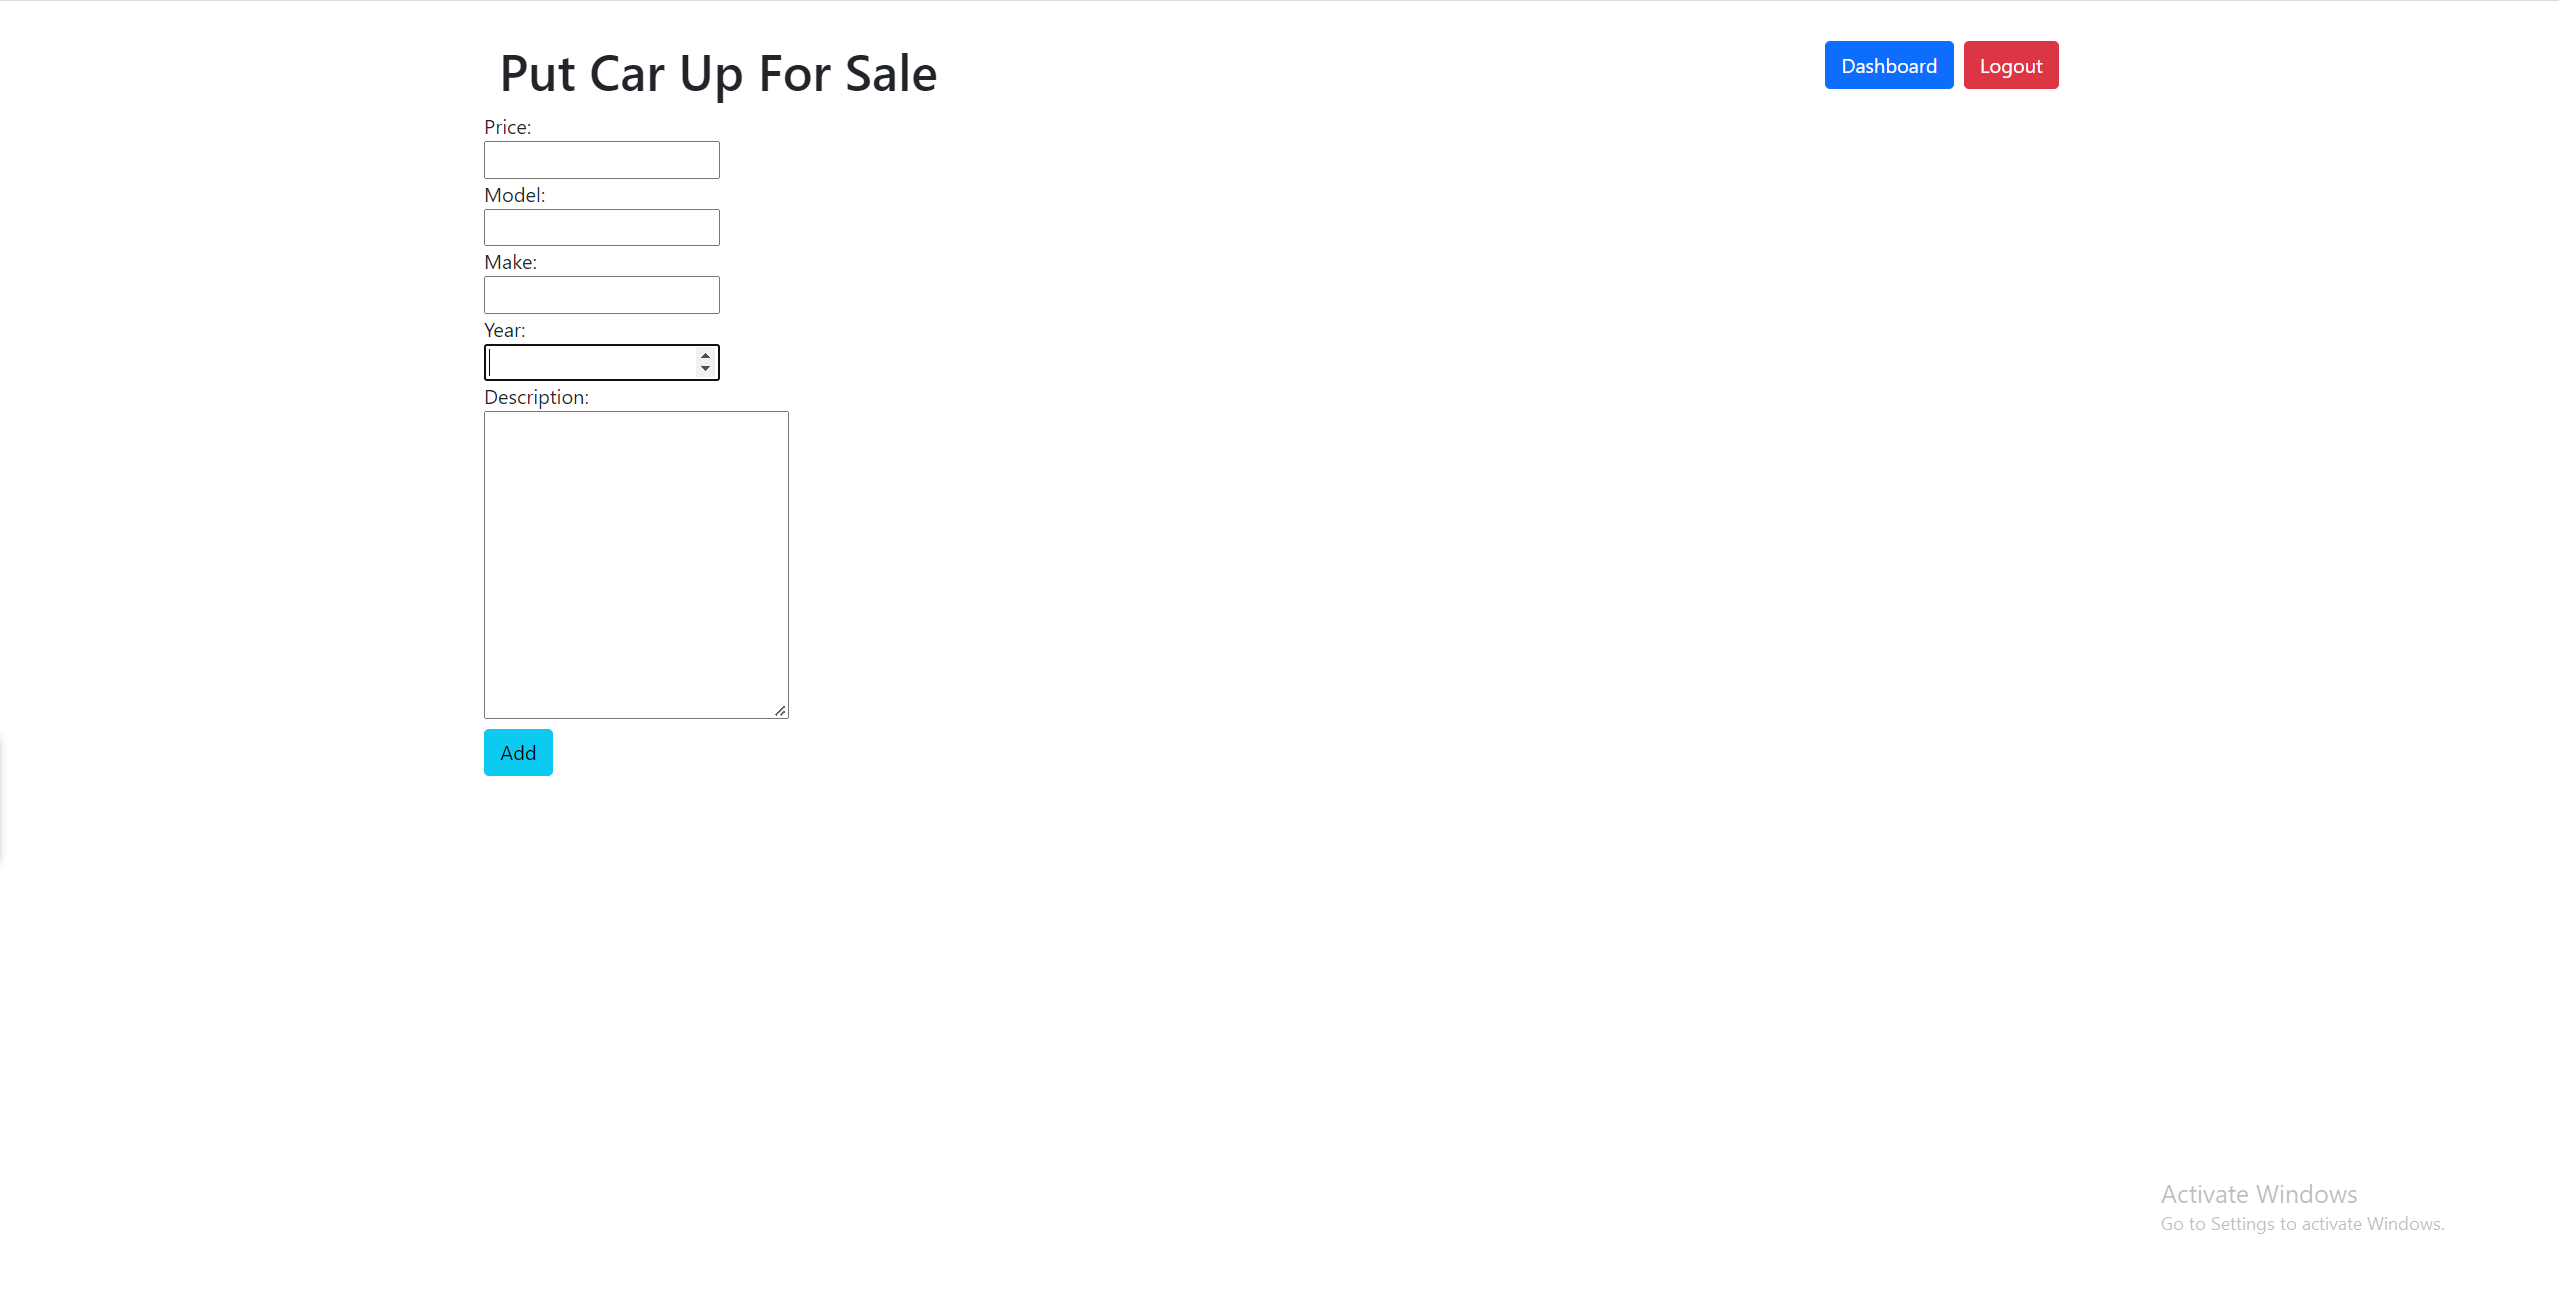 Put Car Up For Sale
Dashboard
Logout
Price:
Model:
Make:
Year:
Description:
Add
Activate Windows
Go to Settings to activate Windows.